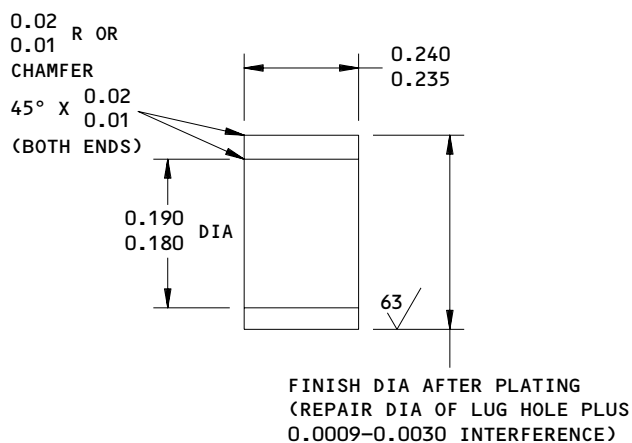 0.02
0.01 R OR
CHAMFER
45° X 0.02
0.01
(BOTH ENDS)
0.240
0.235
0.190
0.180 DIA
63
FINISH DIA AFTER PLATING
(REPAIR DIA OF LUG HOLE PLUS
0.0009-0.0030 INTERFERENCE)